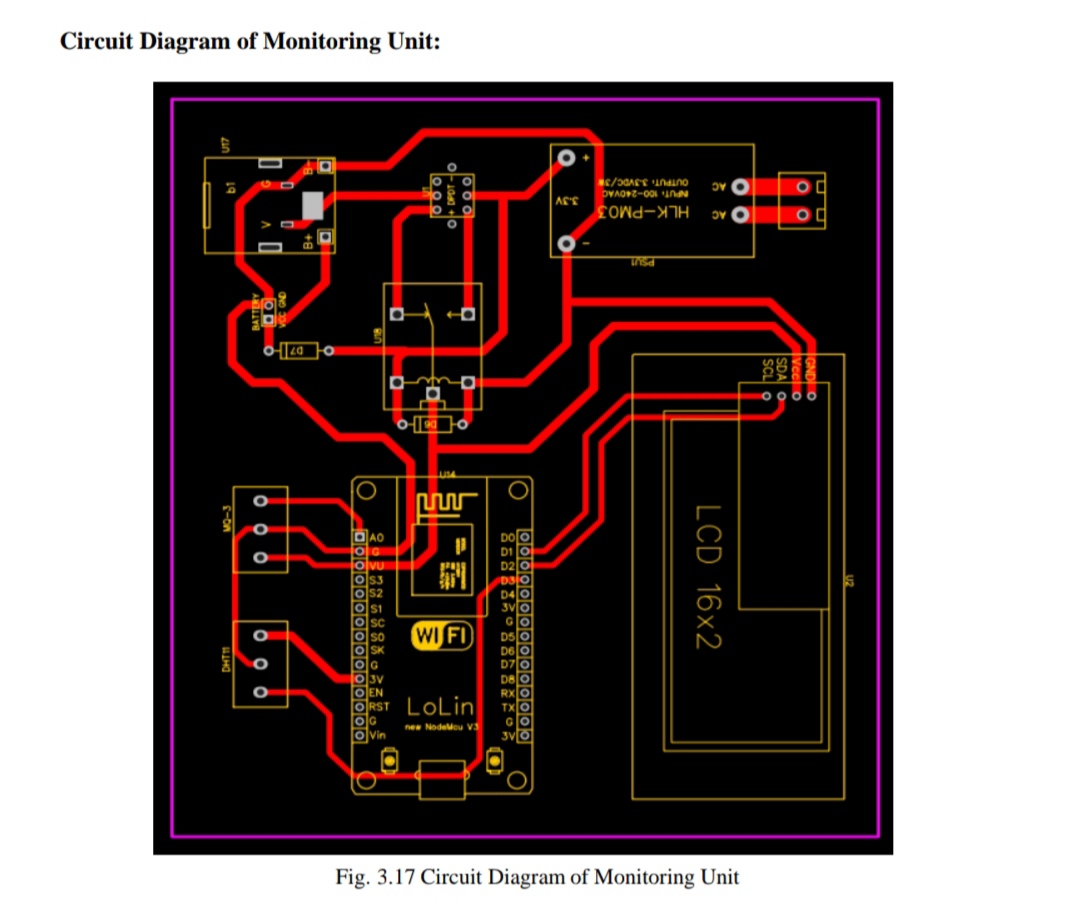 Circuit Diagram of Monitoring Unit:
U17
b1
G
V
B-
B+
U1
DPDT
+
-
+
3.3V
-
OUTPUT: 3.3VDC/3W
INPUT: 100-240VAC
HLK-PM03
AC
AC
PSU1
BATTERY
VCC GND
D7
U18
D6
SCL
SDA
Vcc
GND
U14
MQ-3
A0
G
VU
S3
S2
S1
SC
SO
SK
G
3V
EN
RST
G
Vin
D0
D1
D2
D3
D4
3V
G
D5
D6
D7
D8
RX
TX
G
3V
WI FI
LoLin
new NodeMcu V3
DHT11
LCD 16x2
U2
Fig. 3.17 Circuit Diagram of Monitoring Unit